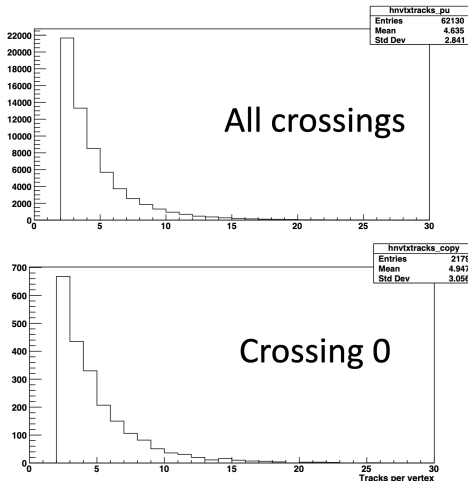 hnvtxtracks_pu
Entries 62130
Mean 4.635
Std Dev 2.841
22000
20000
18000
16000
14000
12000
10000
8000
6000
4000
2000
0
All crossings
0 5 10 15 20 25 30
hnvtxtracks_copy
Entries 2179
Mean 4.947
Std Dev 3.056
700
600
500
400
300
200
100
0
Crossing 0
0 5 10 15 20 25 30
Tracks per vertex